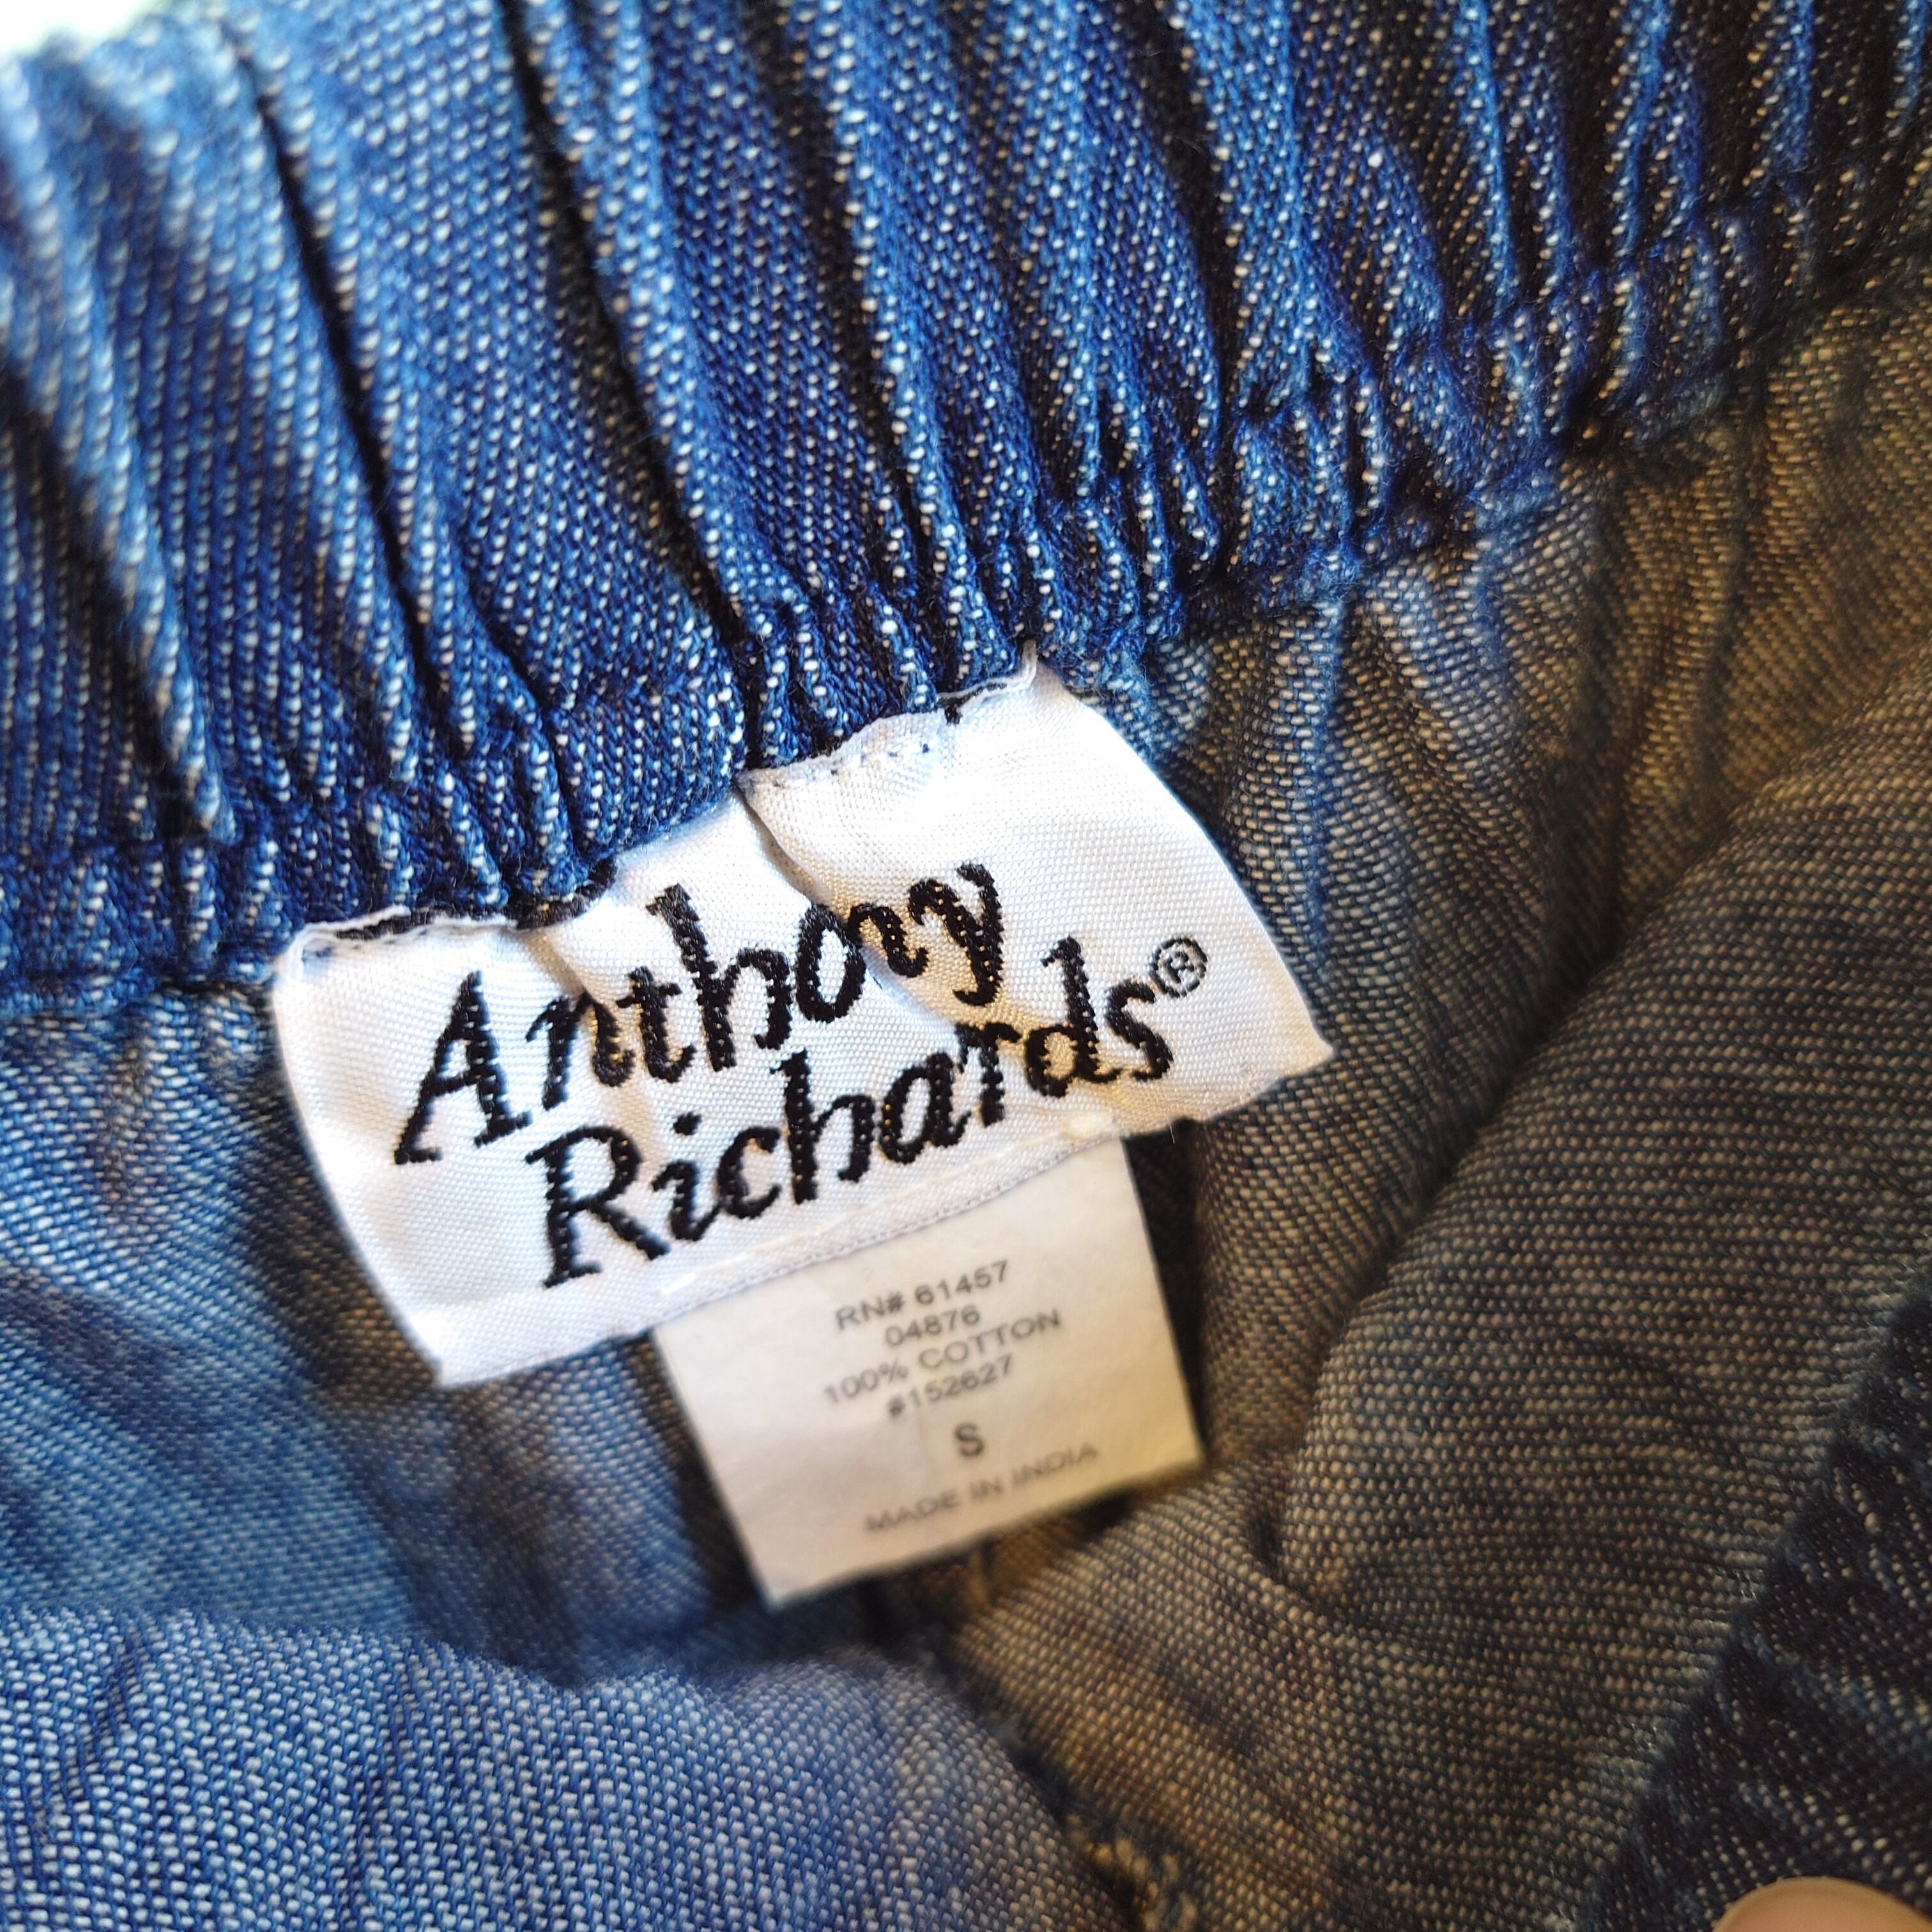 Anthony
Richards®
RN# 61457
04876
100% COTTON
#152627
S
MADE IN INDIA